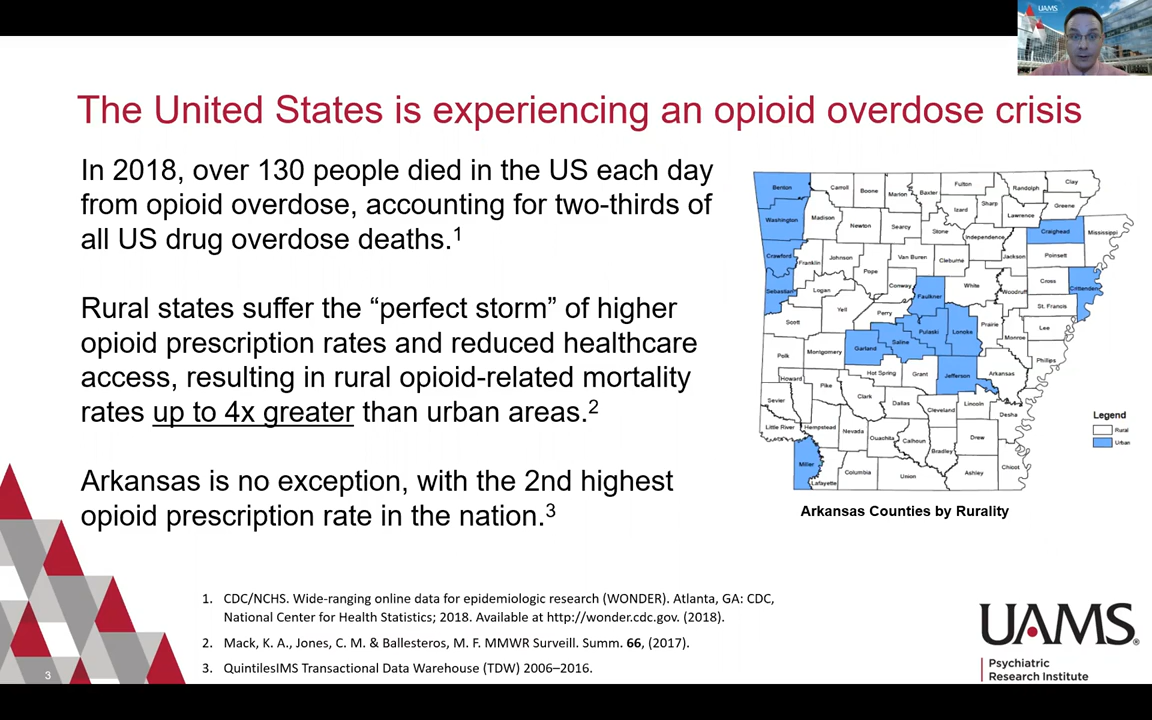 UAMS
The United States is experiencing an opioid overdose crisis
In 2018, over 130 people died in the US each day
from opioid overdose, accounting for two-thirds of
all US drug overdose deaths.1
Rural states suffer the “perfect storm” of higher
opioid prescription rates and reduced healthcare
access, resulting in rural opioid-related mortality
rates up to 4x greater than urban areas.2
Arkansas is no exception, with the 2nd highest
opioid prescription rate in the nation.3
Benton
Carroll
Boone
Marion
Baxter
Fulton
Randolph
Clay
Washington
Madison
Newton
Searcy
Stone
Izard
Sharp
Lawrence
Greene
Independence
Craighead
Mississippi
Crawford
Franklin
Johnson
Pope
Van Buren
Cleburne
Jackson
Poinsett
Sebastian
Logan
Conway
Faulkner
White
Woodruff
Cross
Crittenden
St. Francis
Scott
Yell
Perry
Pulaski
Lonoke
Prairie
Monroe
Lee
Phillips
Polk
Montgomery
Garland
Saline
Hot Spring
Grant
Jefferson
Arkansas
Howard
Pike
Clark
Dallas
Cleveland
Lincoln
Desha
Sevier
Little River
Hempstead
Nevada
Ouachita
Calhoun
Bradley
Drew
Miller
Lafayette
Columbia
Union
Ashley
Chicot
Legend
Rural
Urban
Arkansas Counties by Rurality
1. CDC/NCHS. Wide-ranging online data for epidemiologic research (WONDER). Atlanta, GA: CDC,
National Center for Health Statistics; 2018. Available at http://wonder.cdc.gov. (2018).
2. Mack, K. A., Jones, C. M. & Ballesteros, M. F. MMWR Surveill. Summ. 66, (2017).
3. QuintilesIMS Transactional Data Warehouse (TDW) 2006–2016.
3
UAMS®
Psychiatric
Research Institute